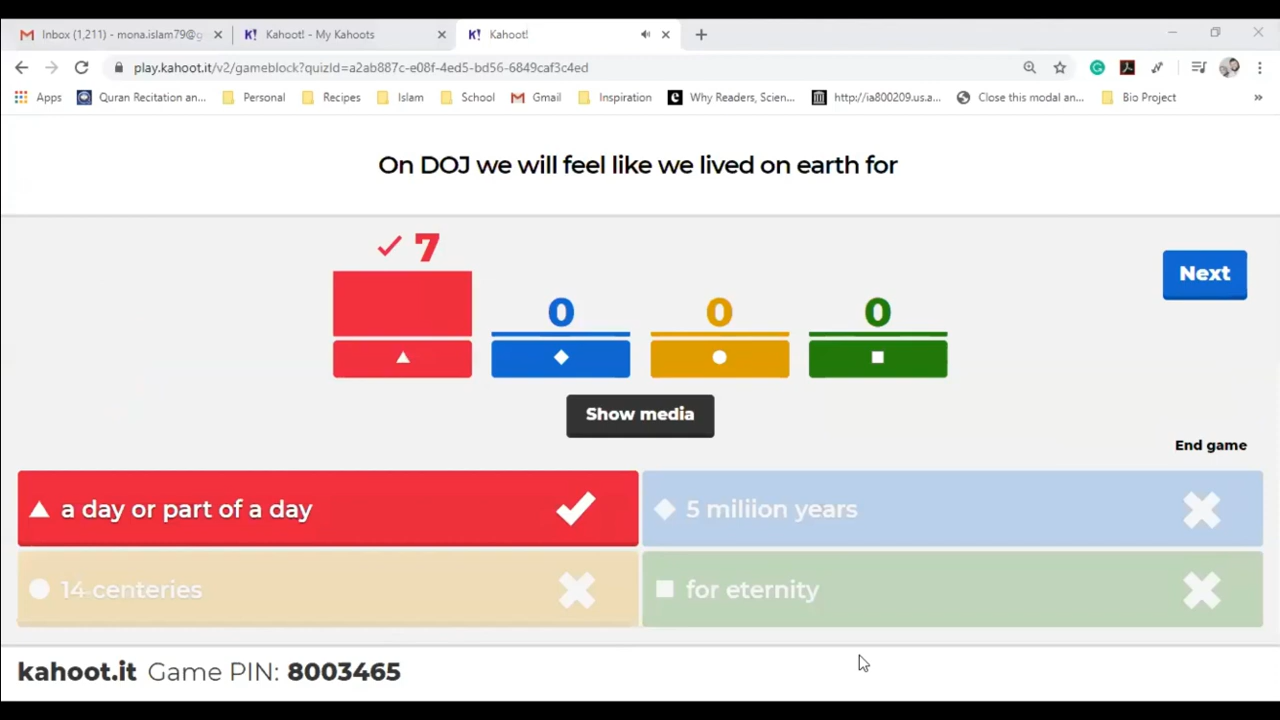 Inbox (1,211) - mona.islam79@g
Kahoot! - My Kahoots
Kahoot!
play.kahoot.it/v2/gameblock?quizId=a2ab887c-e08f-4ed5-bd56-6849caf3c4ed
Apps
Quran Recitation an...
Personal
Recipes
Islam
School
Gmail
Inspiration
Why Readers, Scien...
http://ia800209.us.a...
Close this modal an...
Bio Project
On DOJ we will feel like we lived on earth for
7
0
0
0
Next
Show media
End game
a day or part of a day
5 miliion years
14 centeries
for eternity
kahoot.it Game PIN: 8003465